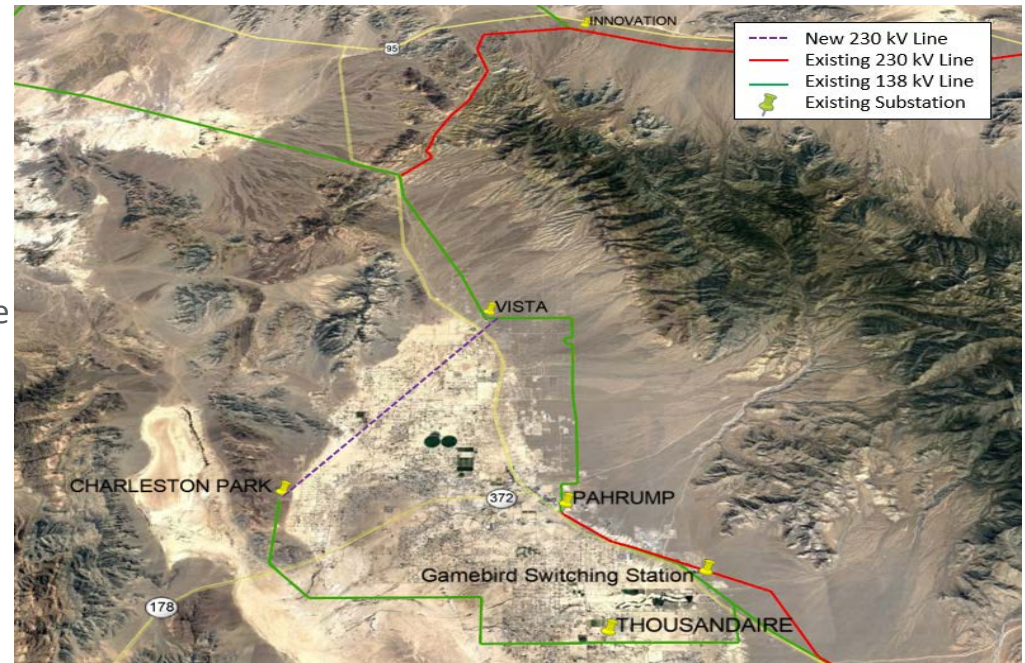 INNOVATION
95
New 230 kV Line
Existing 230 kV Line
Existing 138 kV Line
Existing Substation
VISTA
e
CHARLESTON PARK
372
PAHRUMP
Gamebird Switching Station
178
THOUSANDAIRE